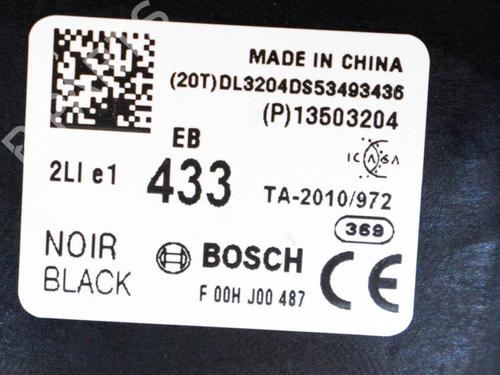 MADE IN CHINA
(20T)DL3204DS53493436
(P)13503204
EB
2LI e1
433
ICASA
TA-2010/972
369
NOIR
BLACK
BOSCH
F 00H J00 487
CE